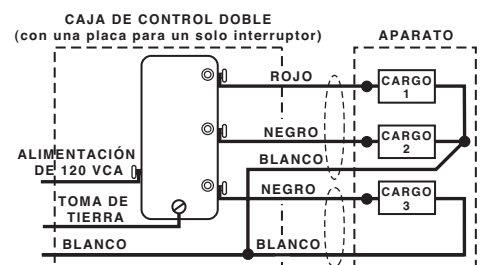 CAJA DE CONTROL DOBLE
(con una placa para un solo interruptor)
APARATO
ROJO
CARGO
1
NEGRO
CARGO
2
ALIMENTACIÓN
DE 120 VCA
BLANCO
NEGRO
CARGO
3
TOMA DE
TIERRA
BLANCO
BLANCO